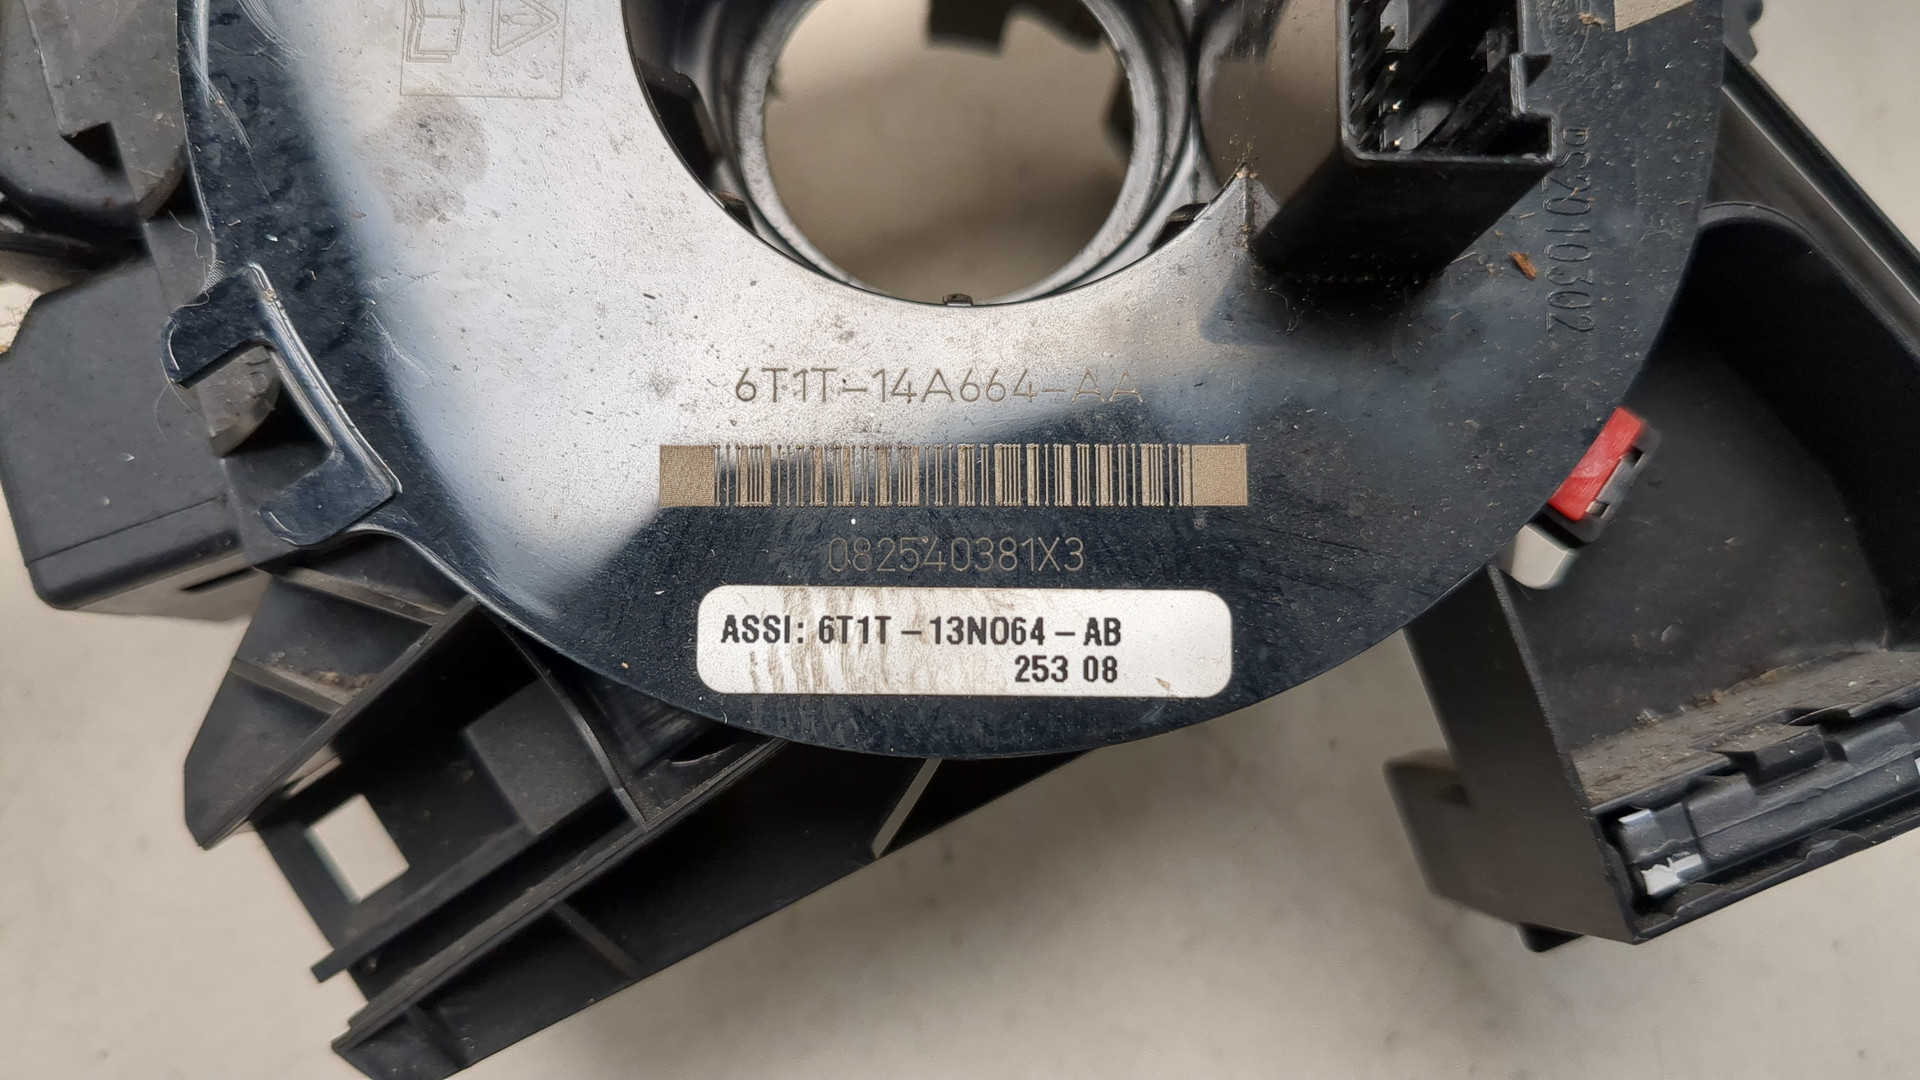 6T1T-14A664-AA
082540381X3
ASSI: 6T1T-13N064-AB
253 08